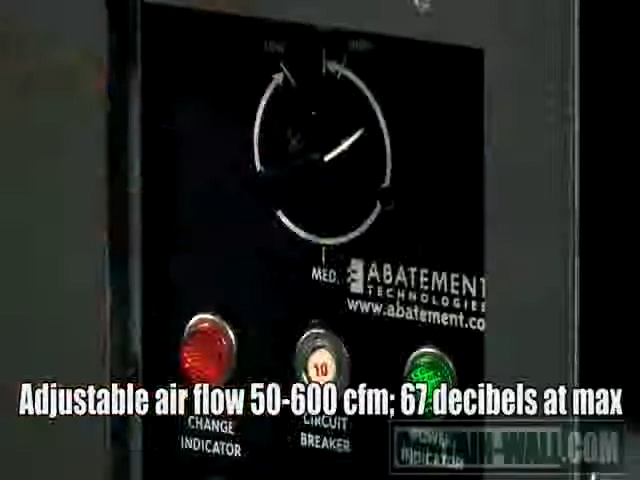 LOW HIGH
MED.
ABATEMENT
TECHNOLOGIES
www.abatement.co
10
Adjustable air flow 50-600 cfm; 67 decibels at max
CHANGE
INDICATOR
CIRCUIT
BREAKER
POWER
INDICATOR